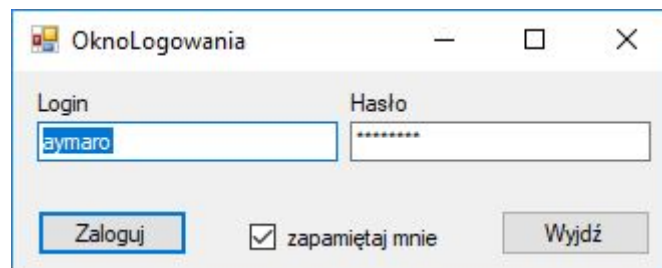 OknoLogowania
Login Hasło
aymaro ********
Zaloguj zapamiętaj mnie Wyjdź